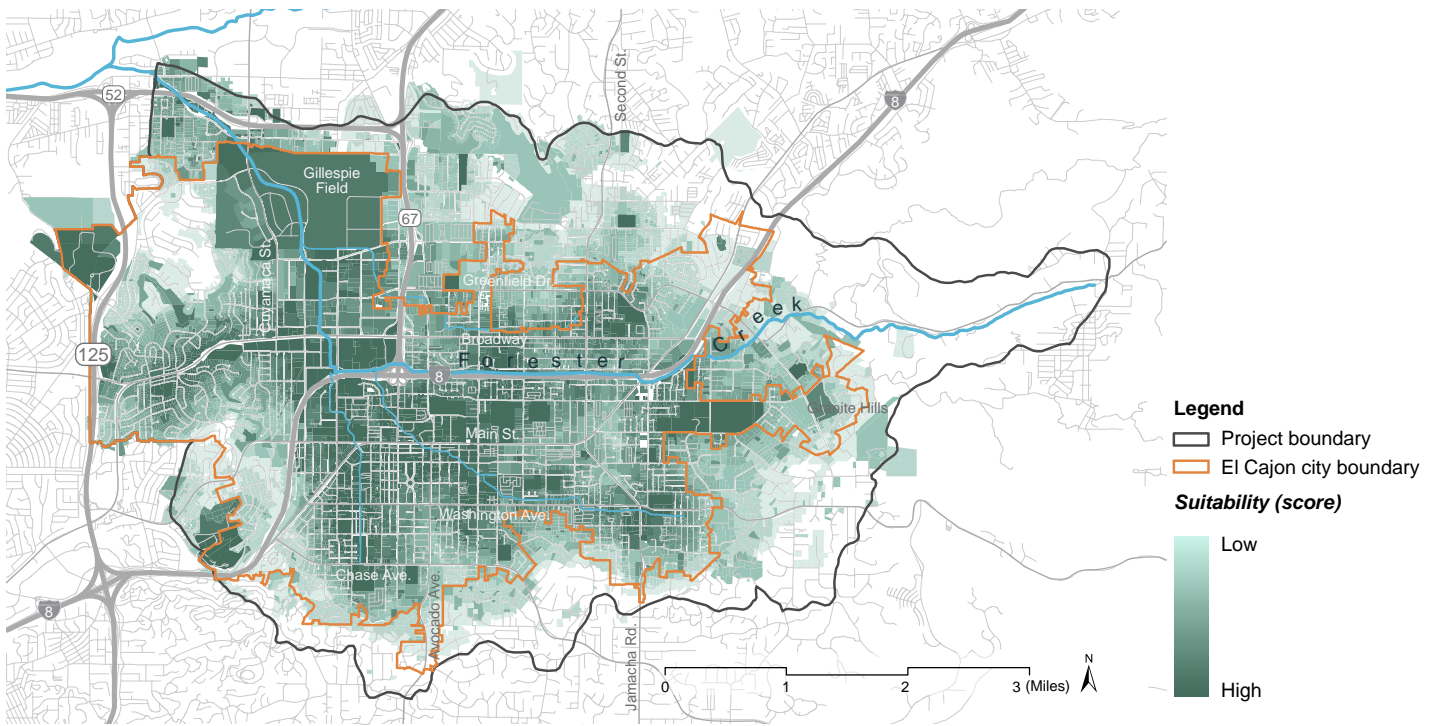 52
Second St.
8
Gillespie
Field
67
Cuyamaca St.
Greenfield Dr.
125
Broadway
Forester
Creek
8
Granite Hills
Main St.
Washington Ave.
Chase Ave.
8
Avocado Ave.
Jamacha Rd.
0
1
2
3 (Miles)
N
Legend
Project boundary
El Cajon city boundary
Suitability (score)
Low
High